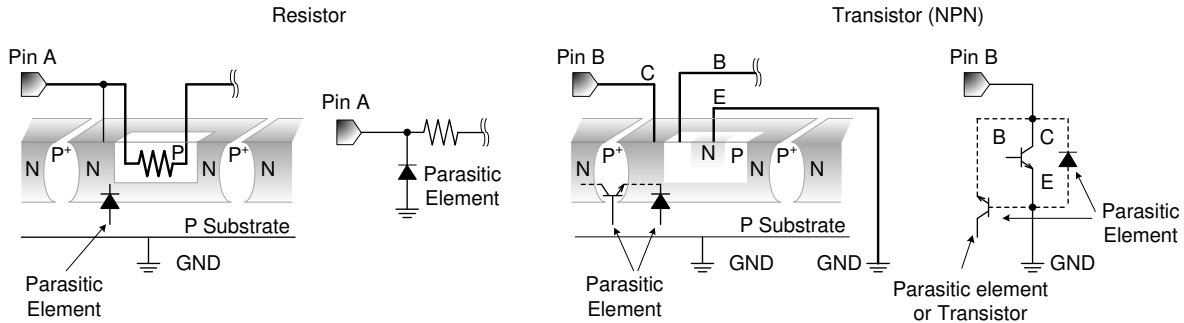 Resistor
Transistor (NPN)
Pin A
Pin B
C
B
E
Pin B
Pin A
N
P+
N
P
N
P+
N
Parasitic
Element
N
P+
N
N
P
N
P+
N
B
C
E
P Substrate
GND
Parasitic
Element
P Substrate
GND
GND
Parasitic
Element
Parasitic
Element
GND
Parasitic element
or Transistor